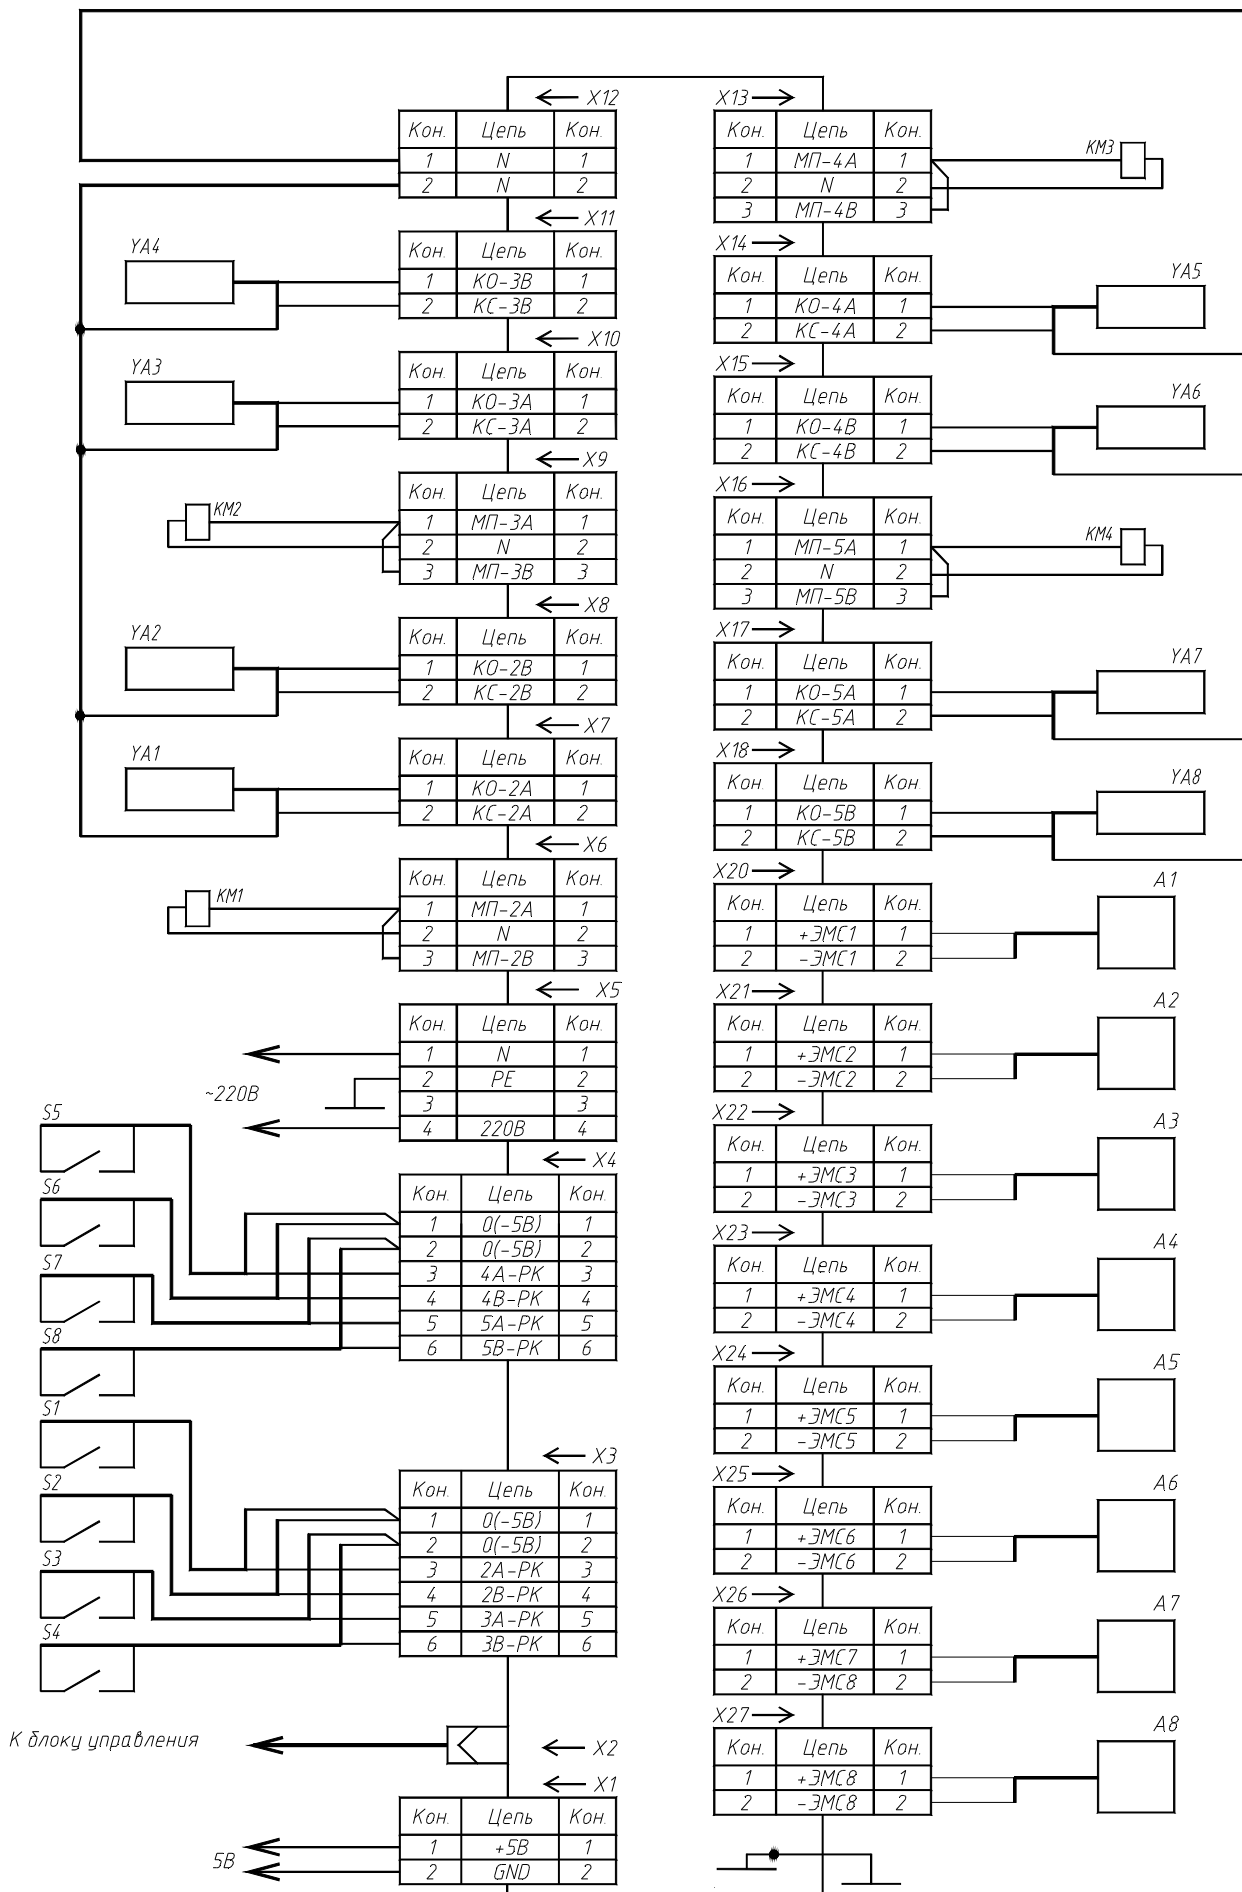 X12
Кон. Цепь Кон.
1 N 1
2 N 2
X11
YA4
Кон. Цепь Кон.
1 КО-3В 1
2 КС-3В 2
X10
YA3
Кон. Цепь Кон.
1 КО-3А 1
2 КС-3А 2
X9
KM2
Кон. Цепь Кон.
1 МП-3А 1
2 N 2
3 МП-3В 3
X8
YA2
Кон. Цепь Кон.
1 КО-2В 1
2 КС-2В 2
X7
YA1
Кон. Цепь Кон.
1 КО-2А 1
2 КС-2А 2
X6
KM1
Кон. Цепь Кон.
1 МП-2А 1
2 N 2
3 МП-2В 3
X5
Кон. Цепь Кон.
1 N 1
2 PE 2
3 3
4 220В 4
~220В
X4
S5
S6
S7
S8
Кон. Цепь Кон.
1 0(-5В) 1
2 0(-5В) 2
3 4А-РК 3
4 4В-РК 4
5 5А-РК 5
6 5В-РК 6
X3
S1
S2
S3
S4
Кон. Цепь Кон.
1 0(-5В) 1
2 0(-5В) 2
3 2А-РК 3
4 2В-РК 4
5 3А-РК 5
6 3В-РК 6
К блоку управления
X2
X1
Кон. Цепь Кон.
1 +5В 1
2 GND 2
5В
X13
Кон. Цепь Кон.
1 МП-4А 1
2 N 2
3 МП-4В 3
KM3
X14
Кон. Цепь Кон.
1 КО-4А 1
2 КС-4А 2
YA5
X15
Кон. Цепь Кон.
1 КО-4В 1
2 КС-4В 2
YA6
X16
Кон. Цепь Кон.
1 МП-5А 1
2 N 2
3 МП-5В 3
KM4
X17
Кон. Цепь Кон.
1 КО-5А 1
2 КС-5А 2
YA7
X18
Кон. Цепь Кон.
1 КО-5В 1
2 КС-5В 2
YA8
X20
Кон. Цепь Кон.
1 +ЭМС1 1
2 -ЭМС1 2
А1
X21
Кон. Цепь Кон.
1 +ЭМС2 1
2 -ЭМС2 2
А2
X22
Кон. Цепь Кон.
1 +ЭМС3 1
2 -ЭМС3 2
А3
X23
Кон. Цепь Кон.
1 +ЭМС4 1
2 -ЭМС4 2
А4
X24
Кон. Цепь Кон.
1 +ЭМС5 1
2 -ЭМС5 2
А5
X25
Кон. Цепь Кон.
1 +ЭМС6 1
2 -ЭМС6 2
А6
X26
Кон. Цепь Кон.
1 +ЭМС7 1
2 -ЭМС8 2
А7
X27
Кон. Цепь Кон.
1 +ЭМС8 1
2 -ЭМС8 2
А8